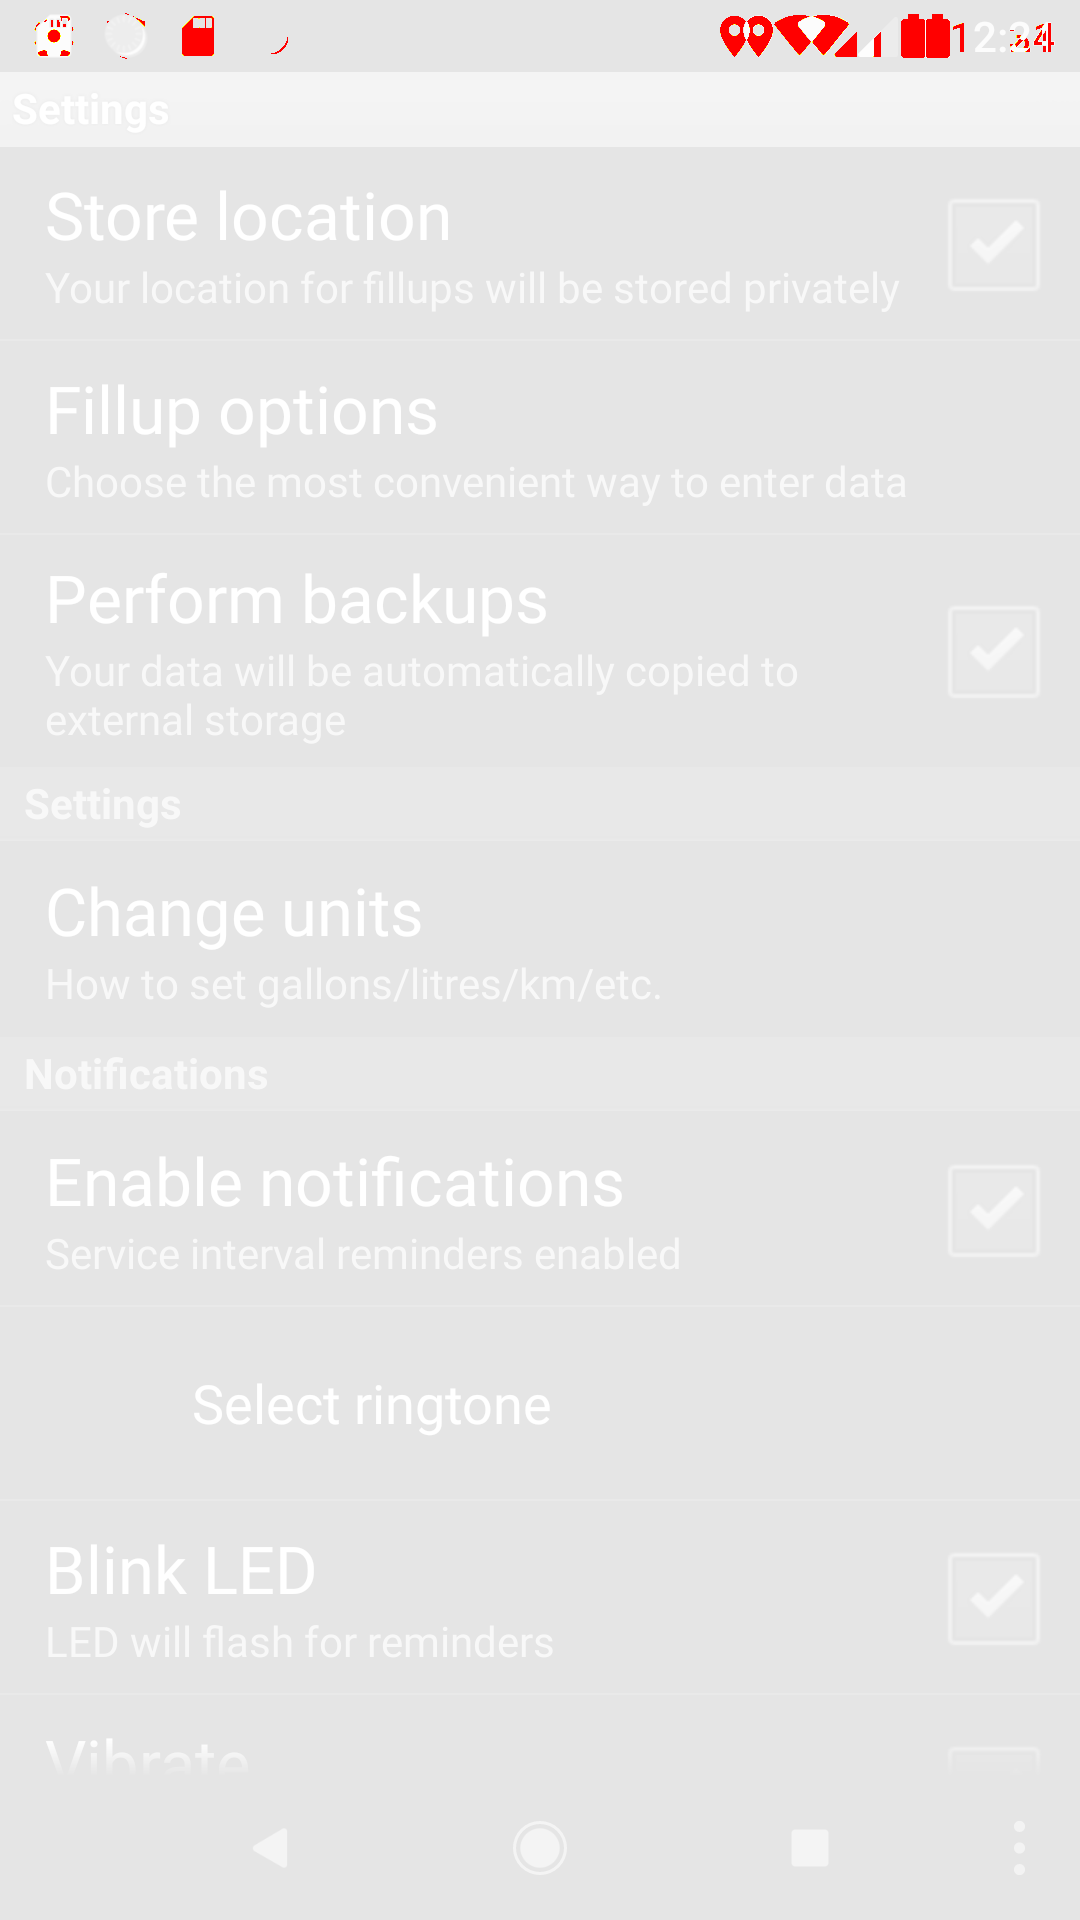 Settings
Store location
Your location for fillups will be stored privately
Fillup options
Choose the most convenient way to enter data
Perform backups
Your data will be automatically copied to
external storage
Settings
Change units
How to set gallons/litres/km/etc.
Notifications
Enable notifications
Service interval reminders enabled
Select ringtone
Blink LED
LED will flash for reminders
Vibrate